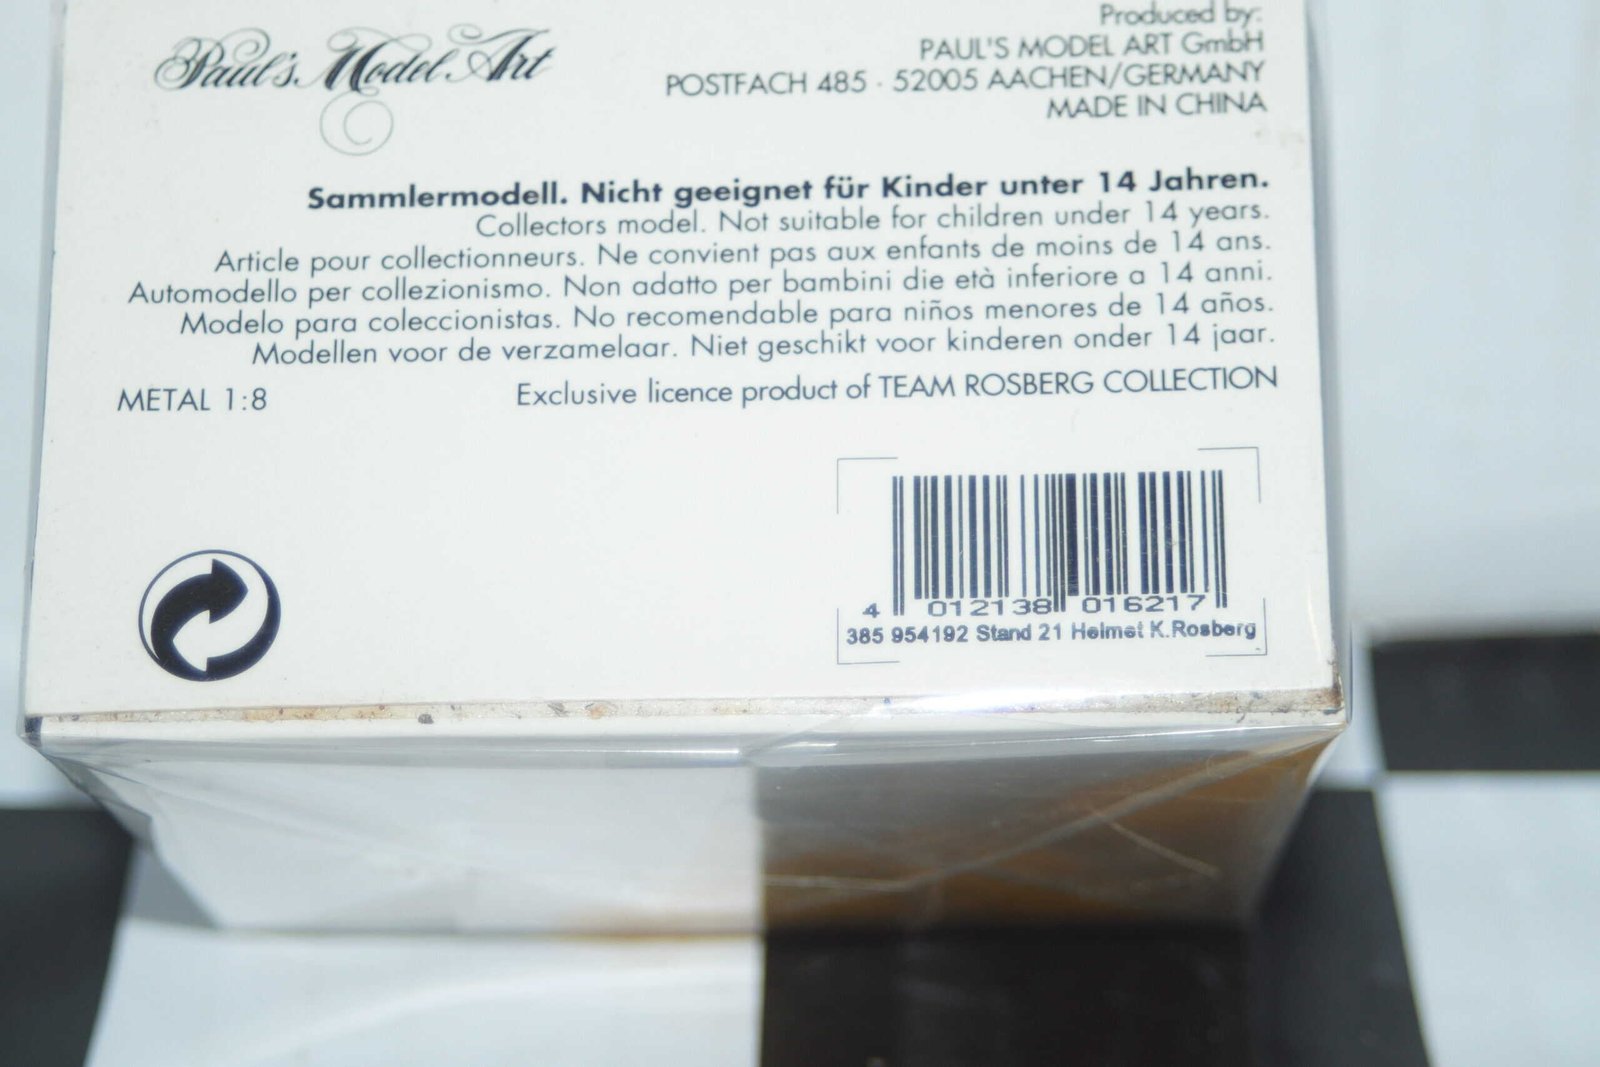 Paul's Model Art
Produced by:
PAUL'S MODEL ART GmbH
POSTFACH 485 · 52005 AACHEN/GERMANY
MADE IN CHINA
Sammlermodell. Nicht geeignet für Kinder unter 14 Jahren.
Collectors model. Not suitable for children under 14 years.
Article pour collectionneurs. Ne convient pas aux enfants de moins de 14 ans.
Automodello per collezionismo. Non adatto per bambini die età inferiore a 14 anni.
Modelo para coleccionistas. No recomendable para niños menores de 14 años.
Modellen voor de verzamelaar. Niet geschikt voor kinderen onder 14 jaar.
METAL 1:8
Exclusive licence product of TEAM ROSBERG COLLECTION
4 012138 016217
385 954192 Stand 21 Helmet K.Rosberg